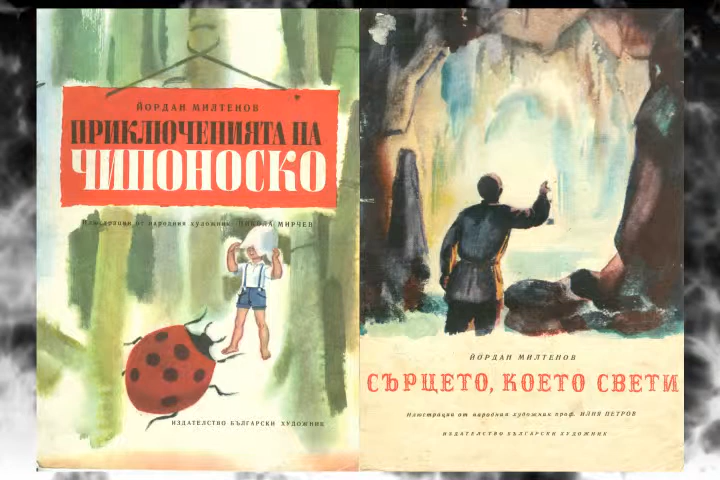 ЙОРДАН МИЛТЕНОВ
ПРИКЛЮЧЕНИЯТА НА
ЧИПОНОСКО
Илюстрации от народния художник НИКОЛА МИРЧЕВ
ИЗДАТЕЛСТВО БЪЛГАРСКИ ХУДОЖНИК
ЙОРДАН МИЛТЕНОВ
СЪРЦЕТО, КОЕТО СВЕТИ
Илюстрации от народния художник проф. ИЛИЯ ПЕТРОВ
ИЗДАТЕЛСТВО БЪЛГАРСКИ ХУДОЖНИК